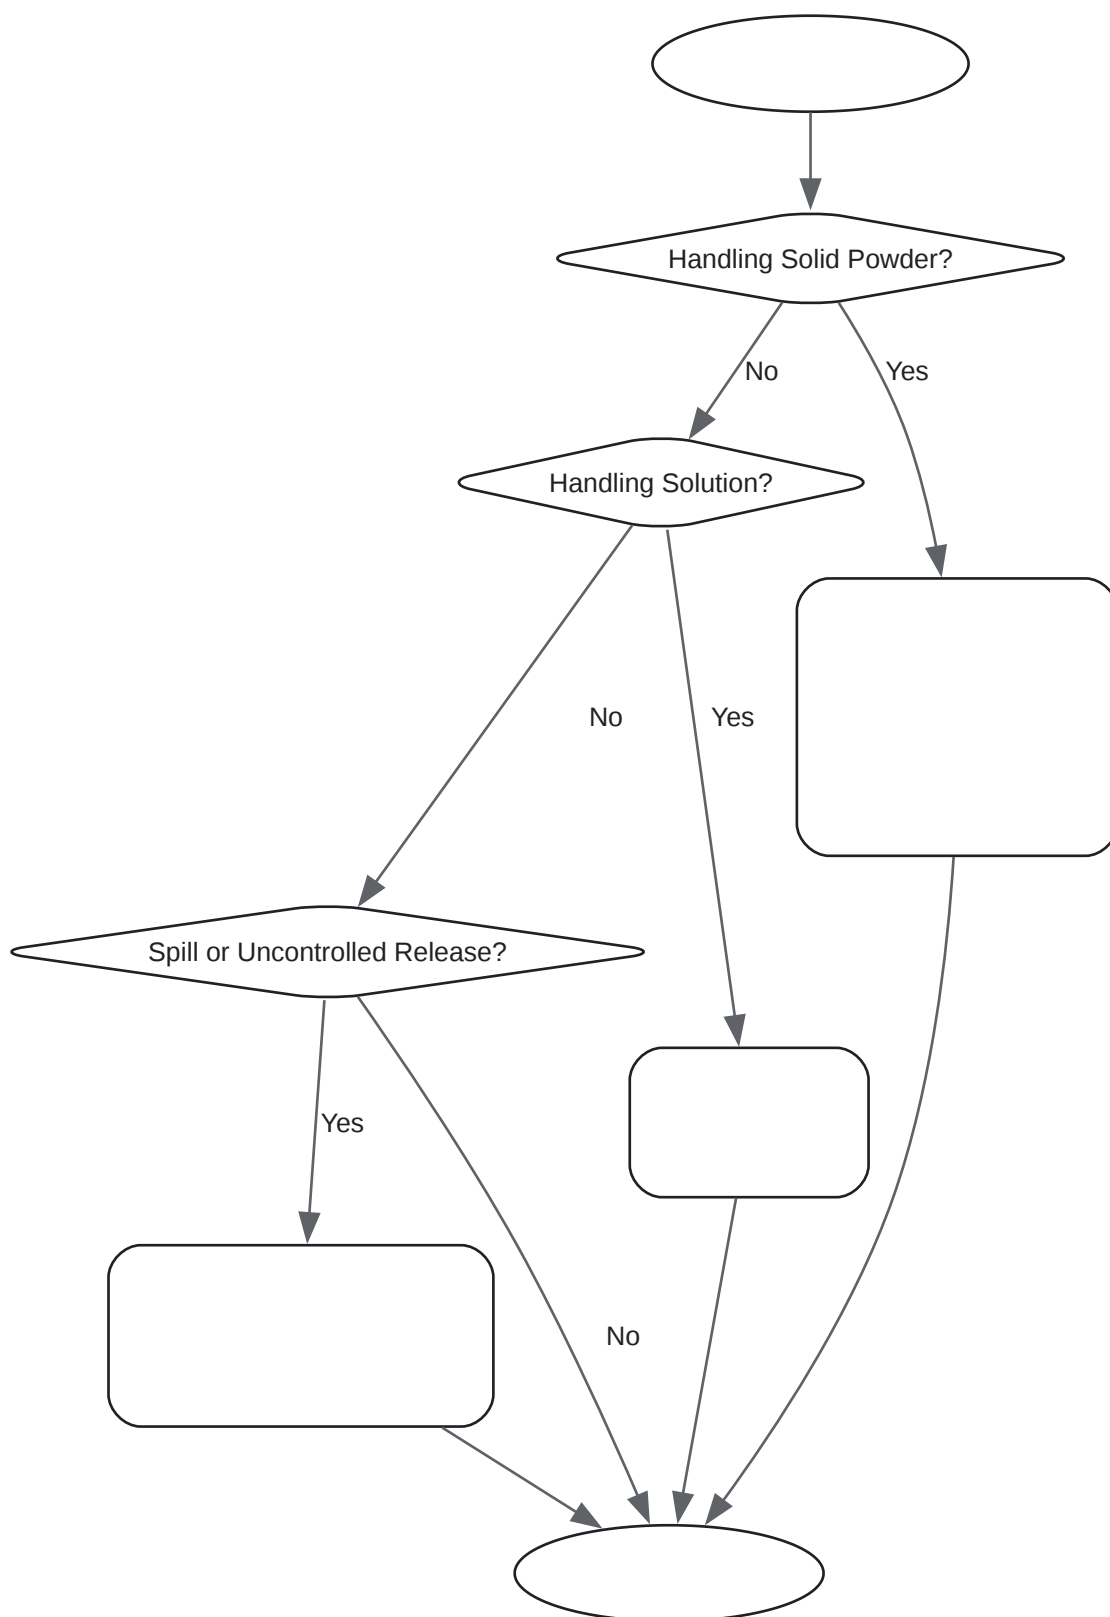 Handling Solid Powder?
No
Yes
Handling Solution?
No
Yes
Spill or Uncontrolled Release?
Yes
No